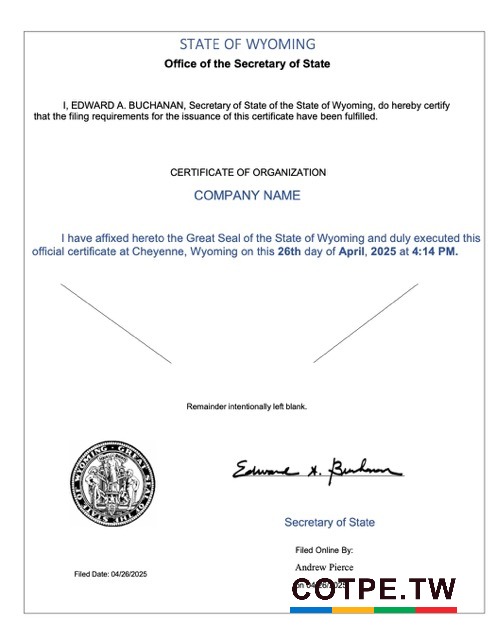 STATE OF WYOMING
Office of the Secretary of State
I, EDWARD A. BUCHANAN, Secretary of State of the State of Wyoming, do hereby certify
that the filing requirements for the issuance of this certificate have been fulfilled.
CERTIFICATE OF ORGANIZATION
COMPANY NAME
I have affixed hereto the Great Seal of the State of Wyoming and duly executed this
official certificate at Cheyenne, Wyoming on this 26th day of April, 2025 at 4:14 PM.
Remainder intentionally left blank.
GREAT SEAL OF THE STATE OF WYOMING
Edward A. Buchanan
Secretary of State
Filed Online By:
Andrew Pierce
Filed Date: 04/26/2025
on 04/26/2025
COTPE.TW